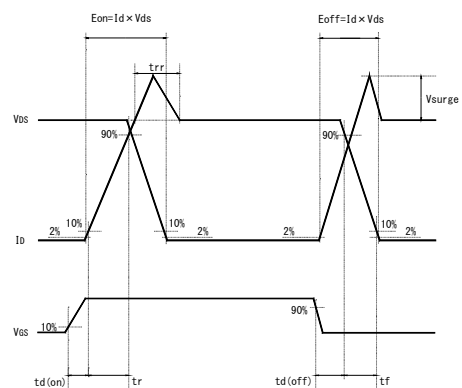 Eon=Id×Vds
Eoff=Id×Vds
trr
Vsurge
VDS
90%
90%
10%
10%
10%
2%
2%
2%
2%
ID
10%
90%
VGS
td(on)
tr
td(off)
tf